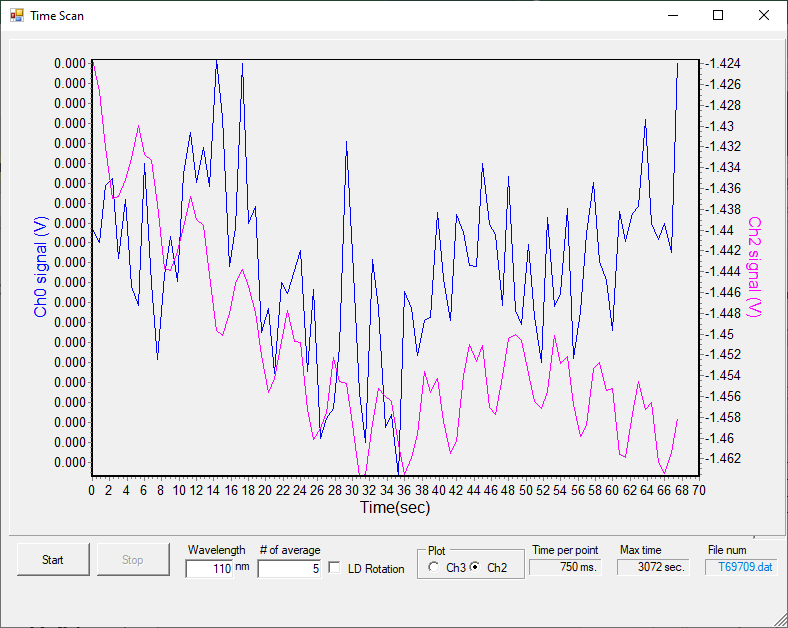 Time Scan
0.000 -1.424
0.000 -1.426
0.000 -1.428
0.000 -1.43
0.000 -1.432
0.000 -1.434
0.000 -1.436
0.000 -1.438
0.000 -1.44
0.000 -1.442
0.000 -1.444
0.000 -1.446
0.000 -1.448
0.000 -1.45
0.000 -1.452
0.000 -1.454
0.000 -1.456
0.000 -1.458
0.000 -1.46
0.000 -1.462
0.000
Ch0 signal (V)
Ch2 signal (V)
0 2 4 6 8 10 12 14 16 18 20 22 24 26 28 30 32 34 36 38 40 42 44 46 48 50 52 54 56 58 60 62 64 66 68 70
Time(sec)
Start
Stop
Wavelength
110 nm
# of average
5
LD Rotation
Plot
Ch3 Ch2
Time per point
750 ms.
Max time
3072 sec.
File num
T69709.dat